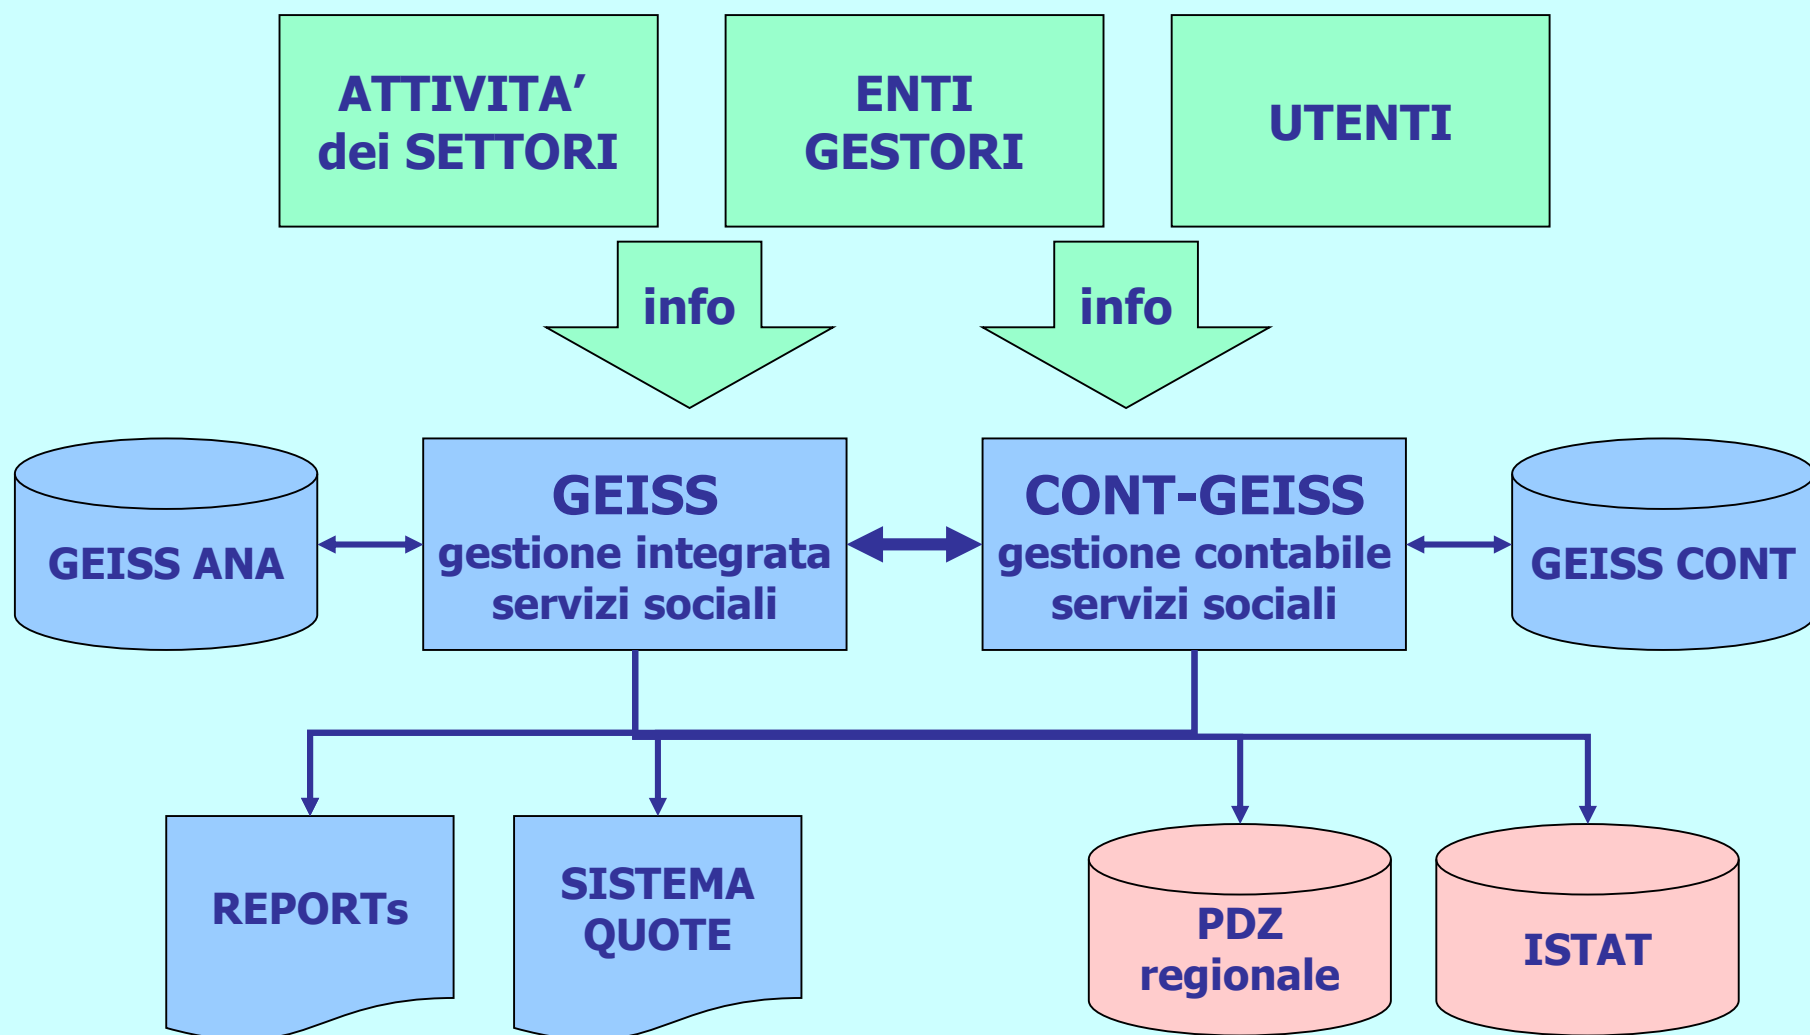 ATTIVITA’
dei SETTORI
ENTI
GESTORI
UTENTI
info
info
GEISS ANA
GEISS
gestione integrata
servizi sociali
CONT-GEISS
gestione contabile
servizi sociali
GEISS CONT
REPORTs
SISTEMA
QUOTE
PDZ
regionale
ISTAT